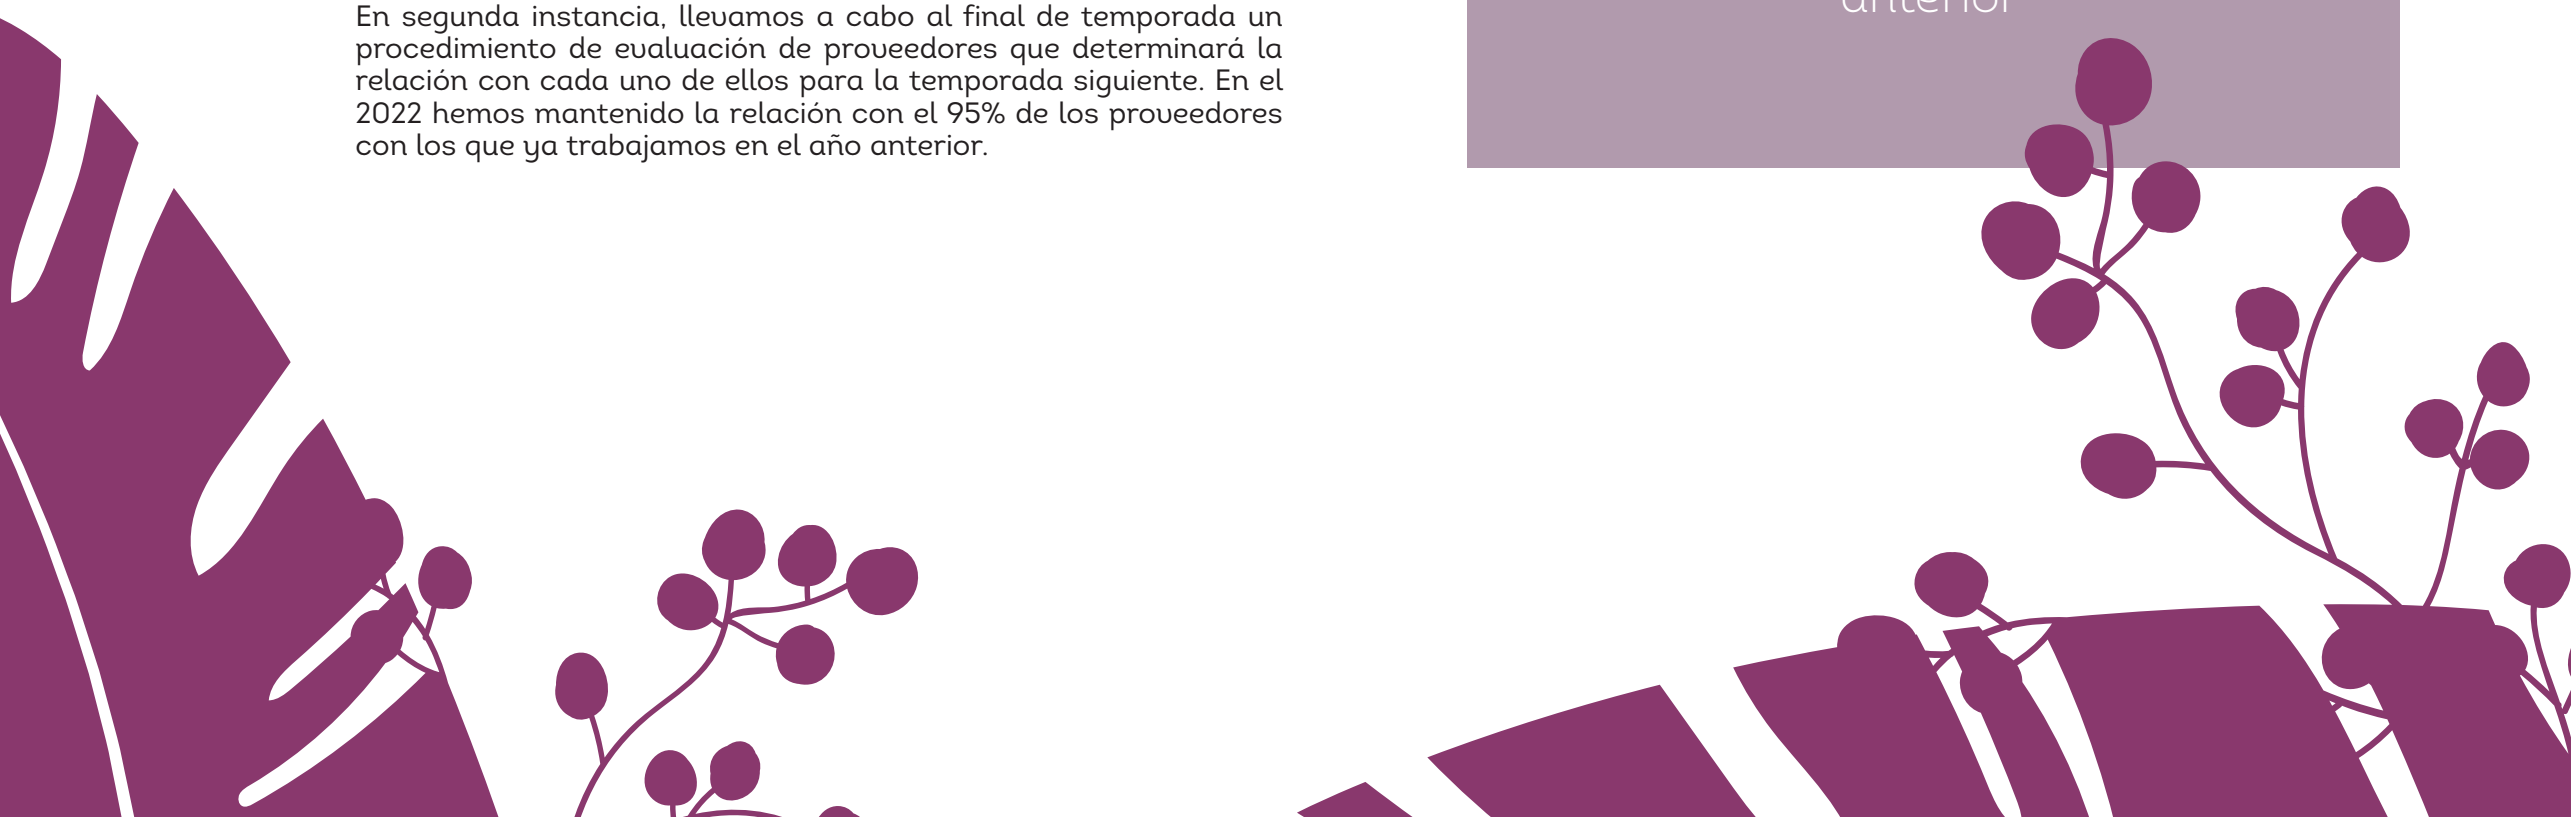 En segunda instancia, llevamos a cabo al final de temporada un
procedimiento de evaluación de proveedores que determinará la
relación con cada uno de ellos para la temporada siguiente. En el
2022 hemos mantenido la relación con el 95% de los proveedores
con los que ya trabajamos en el año anterior.
anterior